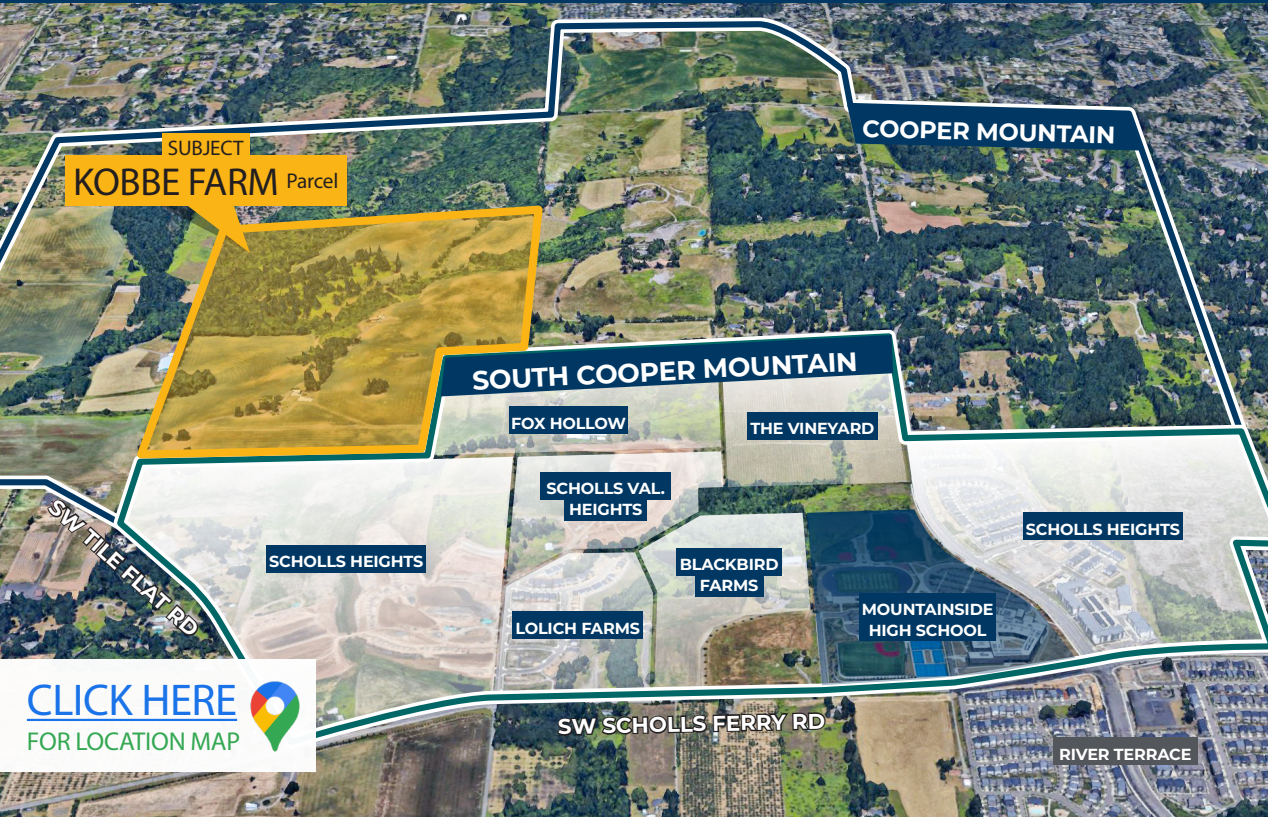 COOPER MOUNTAIN
SUBJECT
KOBBE FARM Parcel
SOUTH COOPER MOUNTAIN
FOX HOLLOW
THE VINEYARD
SCHOLLS VAL.
HEIGHTS
SCHOLLS HEIGHTS
SCHOLLS HEIGHTS
BLACKBIRD
FARMS
LOLICH FARMS
MOUNTAINSIDE
HIGH SCHOOL
SW TILE FLAT RD
CLICK HERE
FOR LOCATION MAP
SW SCHOLLS FERRY RD
RIVER TERRACE